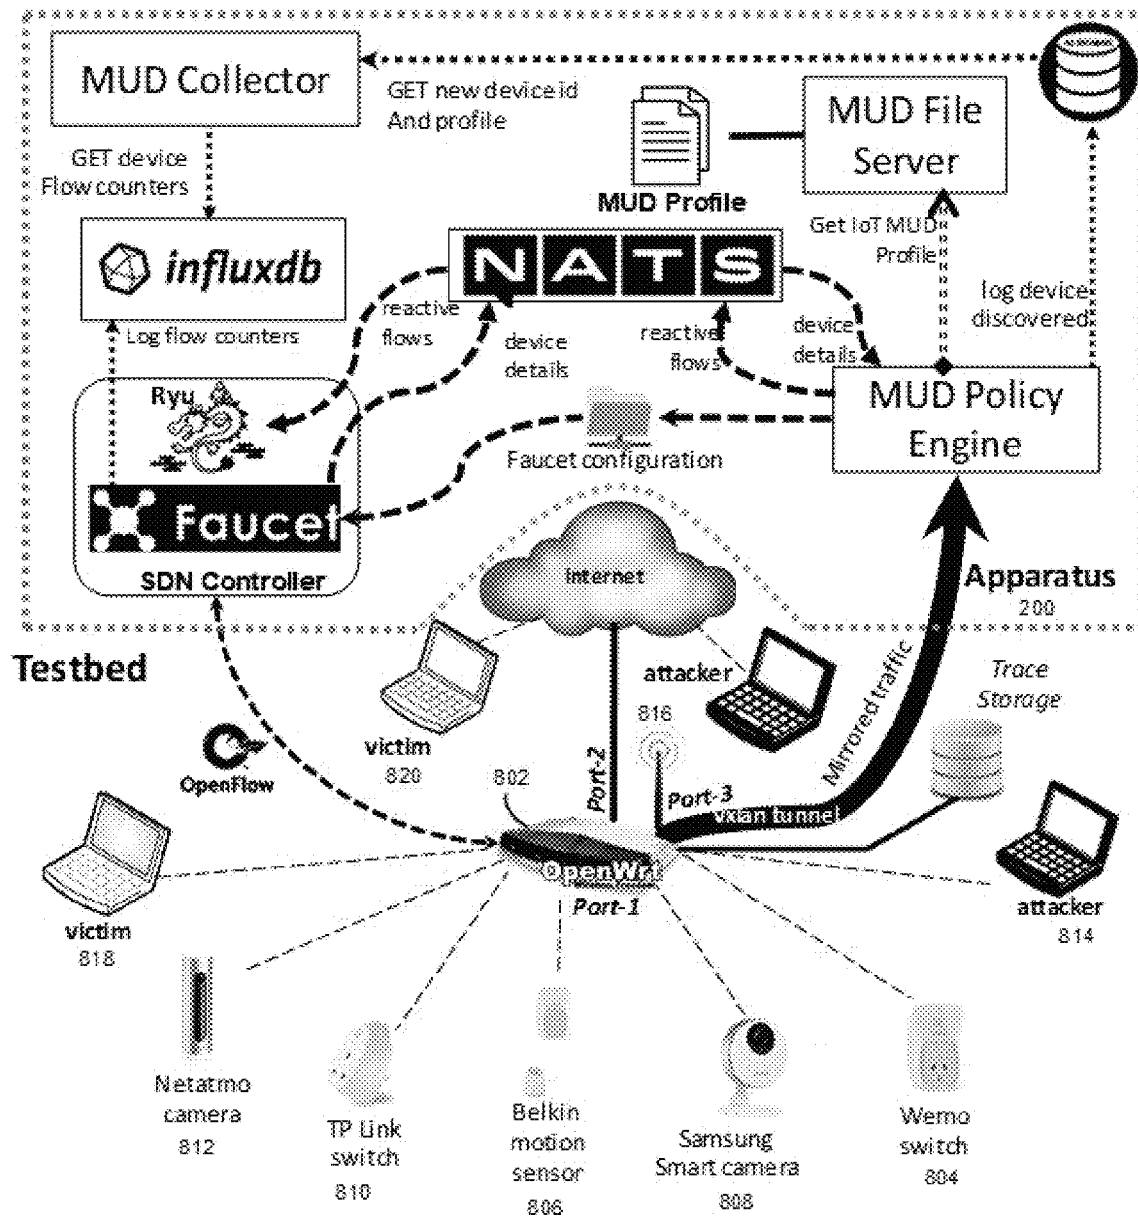 MUD Collector
GET new device id
And profile
MUD File
Server
GET device
Flow counters
MUD Profile
Get IoT MUD
Profile
influxdb
NATS
log device
discovered
Log flow counters
reactive
flows
device
details
reactive
flows
device
details
Ryu
MUD Policy
Engine
Faucet configuration
Faucet
SDN Controller
Internet
Apparatus
200
Testbed
attacker
816
Mirrored traffic
Trace
Storage
victim
820
OpenFlow
802
Port-2
Port-3
vxlan tunnel
OpenWrt
Port-1
victim
818
attacker
814
Netatmo
camera
812
TP Link
switch
810
Belkin
motion
sensor
806
Samsung
Smart camera
808
Wemo
switch
804